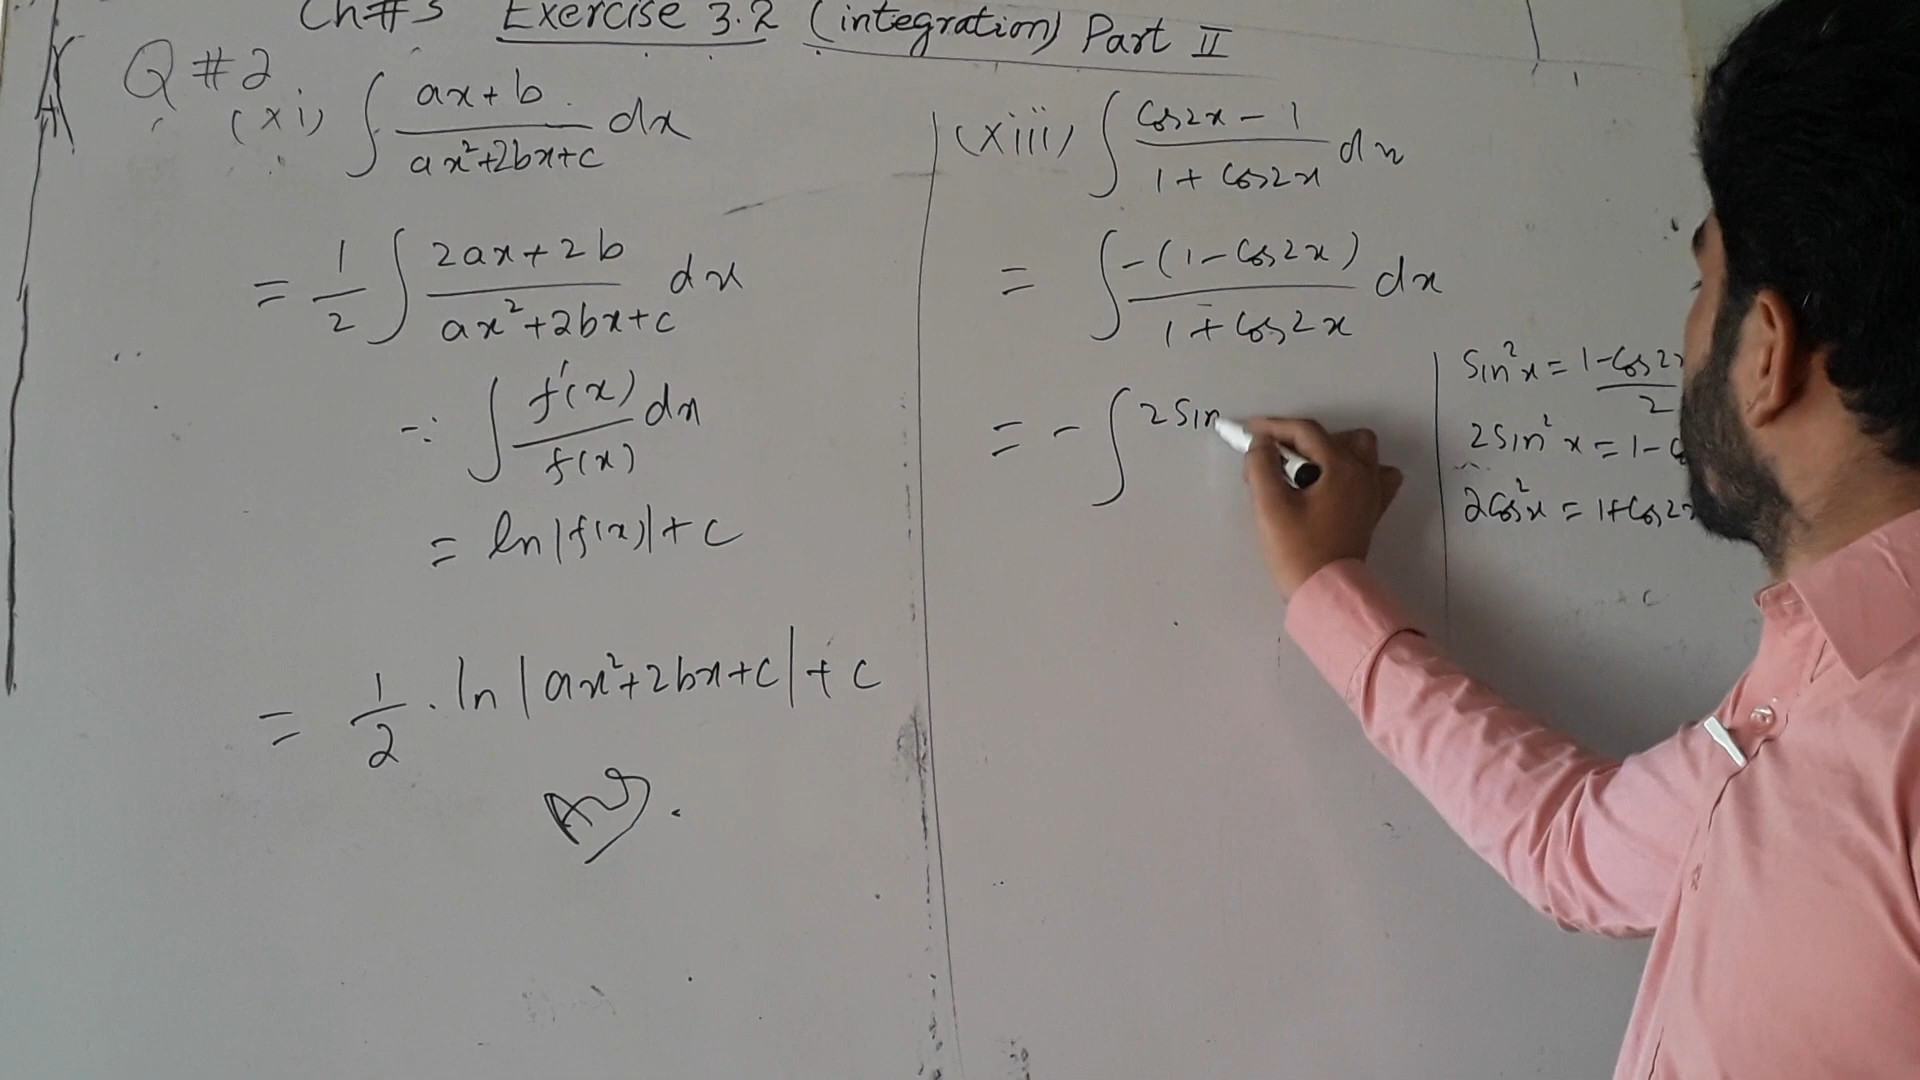 Ch#3 Exercise 3.2 (integration) Part II
Q#2
(xi) ∫ (ax+b)/(ax²+2bx+c) dx
= 1/2 ∫ (2ax+2b)/(ax²+2bx+c) dx
∵ ∫ f'(x)/f(x) dx
= ln|f(x)|+c
= 1/2 . ln|ax²+2bx+c|+c
Ans.
(xiii) ∫ (Cos2x-1)/(1+Cos2x) dx
= ∫ -(1-Cos2x)/(1+Cos2x) dx
= -∫ 2Sin
Sin²x = 1-Cos2x/2
2Sin²x = 1-C
2Cos²x = 1+Cos2x